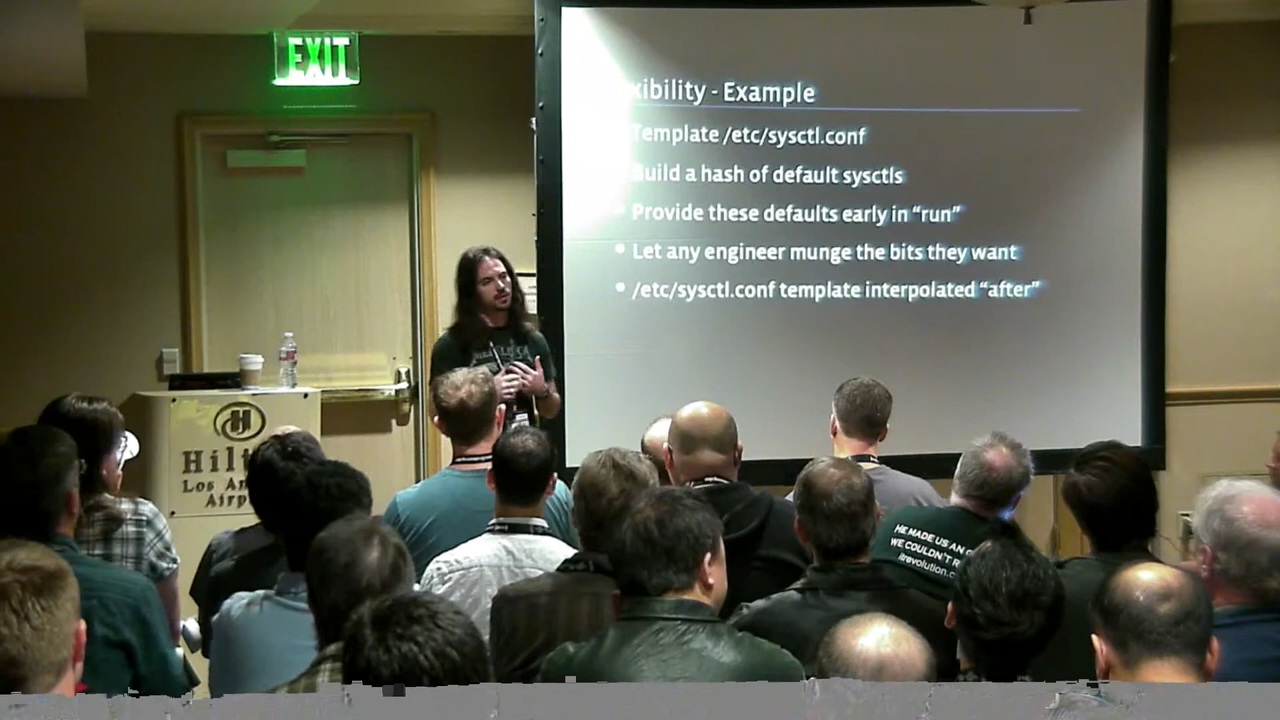 EXIT
xibility - Example
Template /etc/sysctl.conf
Build a hash of default sysctls
• Provide these defaults early in “run”
• Let any engineer munge the bits they want
• /etc/sysctl.conf template interpolated “after”
Los An
Airp
HE MADE US AN
WE COULDN'T